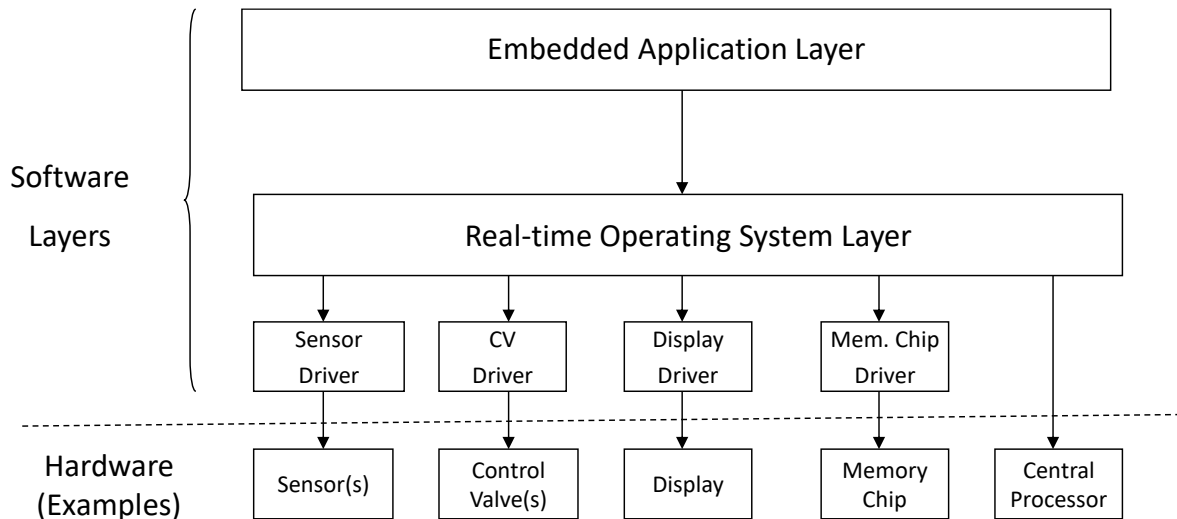 Embedded Application Layer
Software
Layers
Real-time Operating System Layer
Sensor
Driver
CV
Driver
Display
Driver
Mem. Chip
Driver
Hardware
(Examples)
Sensor(s)
Control
Valve(s)
Display
Memory
Chip
Central
Processor